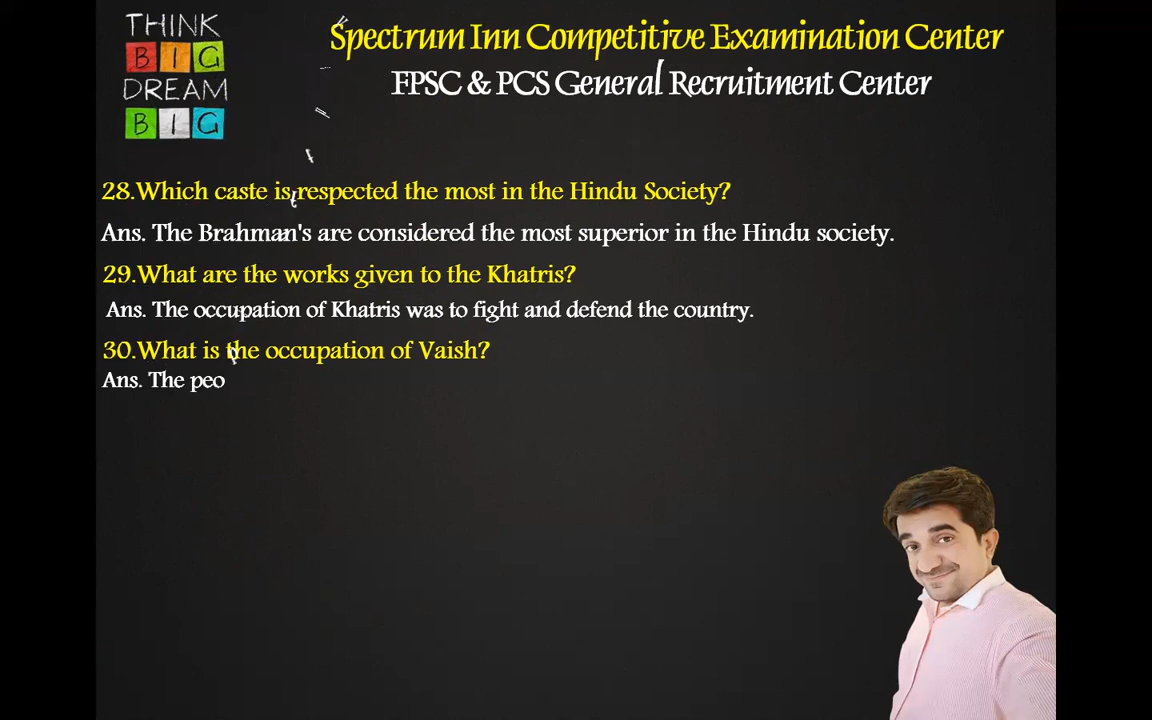 THINK
BIG
DREAM
BIG
Spectrum Inn Competitive Examination Center
FPSC & PCS General Recruitment Center
28.Which caste is respected the most in the Hindu Society?
Ans. The Brahman's are considered the most superior in the Hindu society.
29.What are the works given to the Khatris?
Ans. The occupation of Khatris was to fight and defend the country.
30.What is the occupation of Vaish?
Ans. The peo